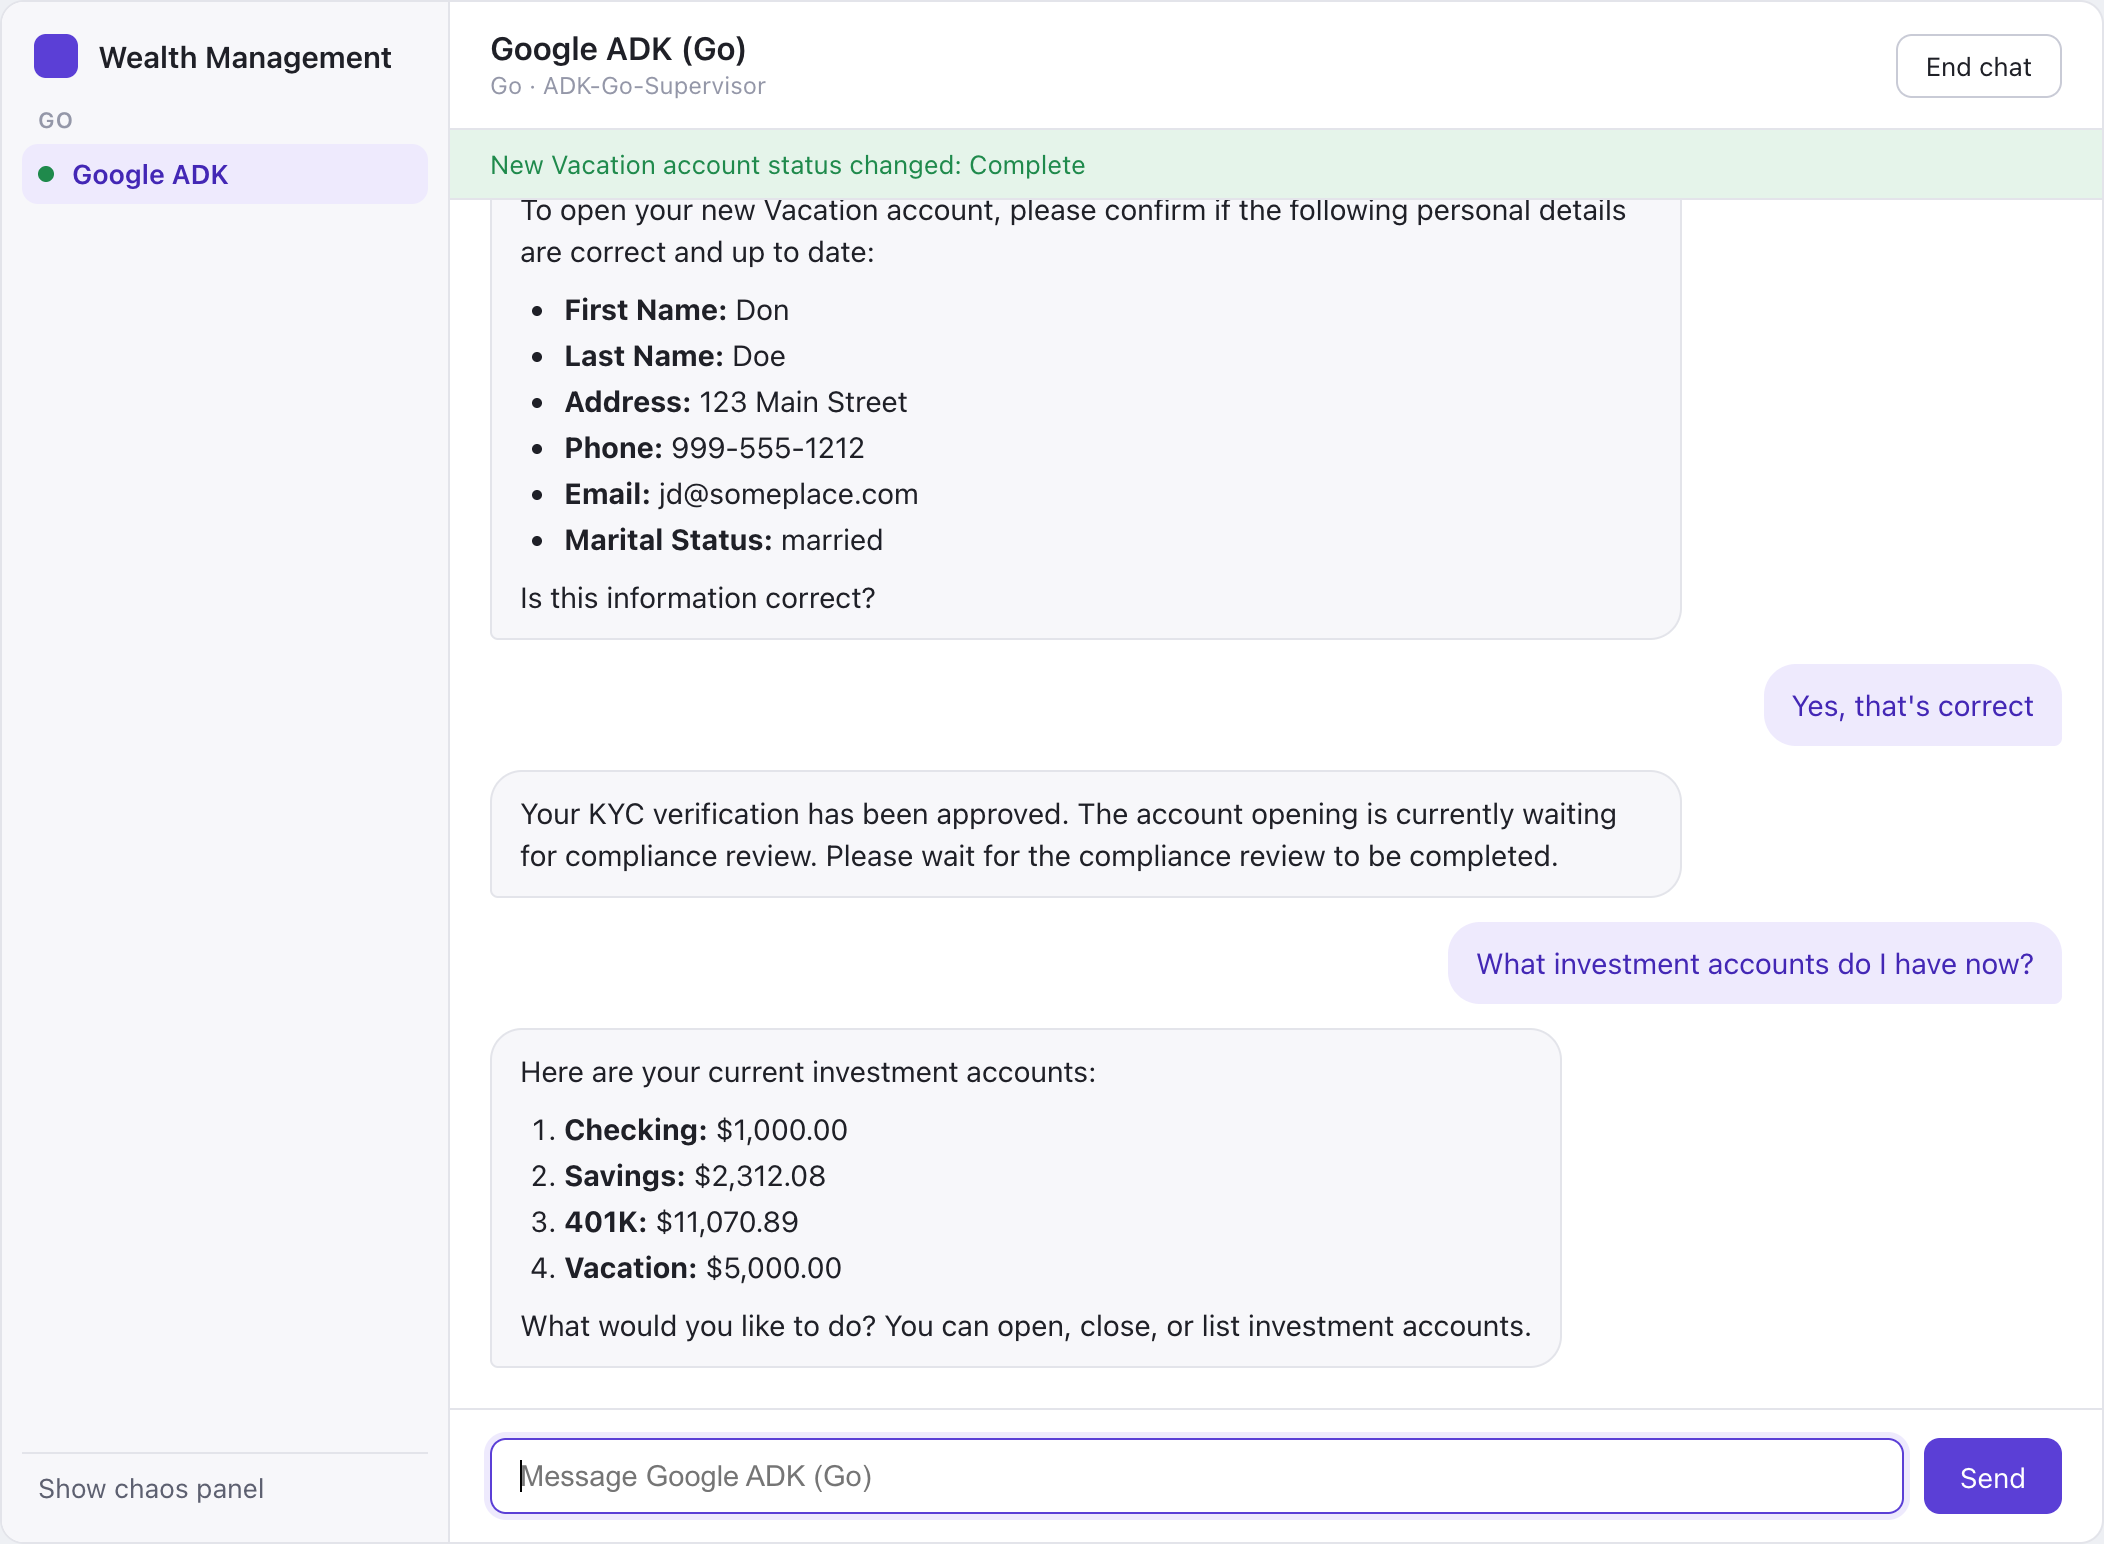 Wealth Management
GO
Google ADK
Show chaos panel
Google ADK (Go)
Go · ADK-Go-Supervisor
End chat
New Vacation account status changed: Complete
To open your new Vacation account, please confirm if the following personal details
are correct and up to date:
• First Name: Don
• Last Name: Doe
• Address: 123 Main Street
• Phone: 999-555-1212
• Email: jd@someplace.com
• Marital Status: married
Is this information correct?
Yes, that's correct
Your KYC verification has been approved. The account opening is currently waiting
for compliance review. Please wait for the compliance review to be completed.
What investment accounts do I have now?
Here are your current investment accounts:
1. Checking: $1,000.00
2. Savings: $2,312.08
3. 401K: $11,070.89
4. Vacation: $5,000.00
What would you like to do? You can open, close, or list investment accounts.
Message Google ADK (Go)
Send